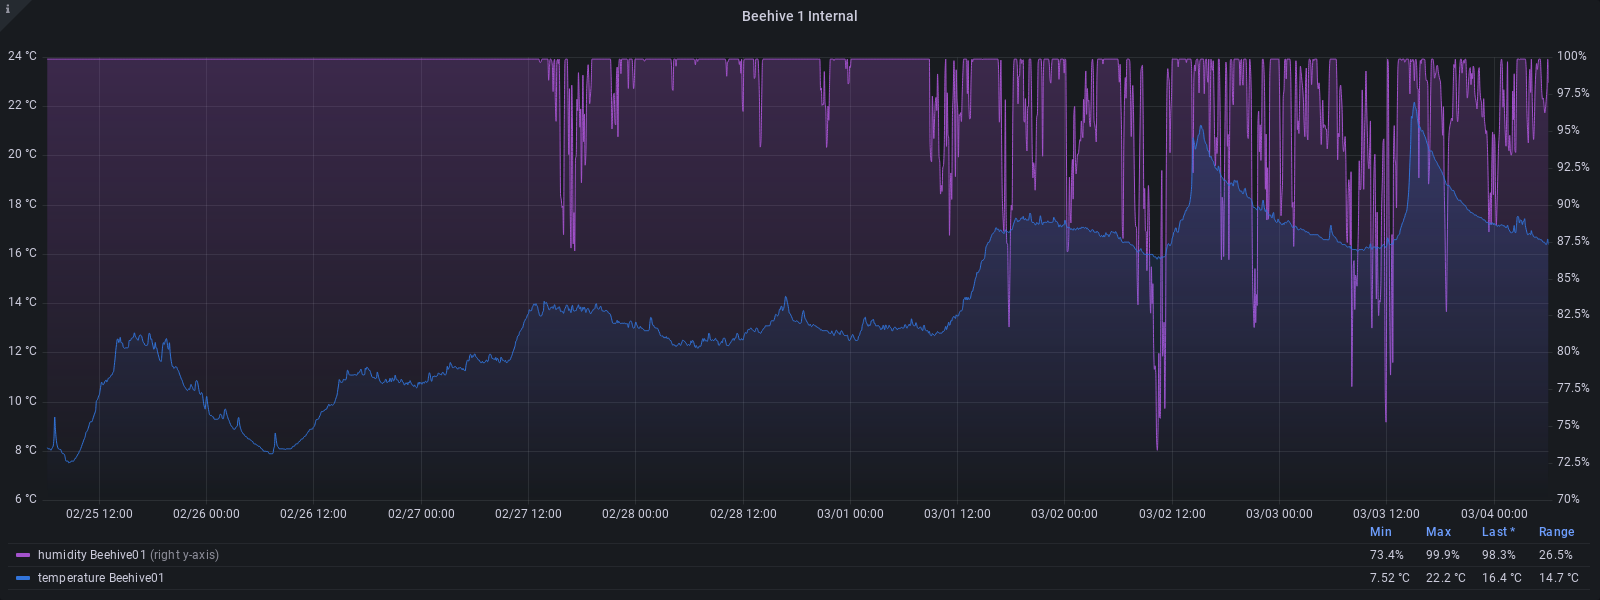 i
Beehive 1 Internal
24 °C 100%
97.5%
22 °C
95%
20 °C
92.5%
18 °C 90%
16 °C 87.5%
85%
14 °C
82.5%
12 °C 80%
10 °C 77.5%
75%
8 °C
72.5%
6 °C 70%
02/25 12:00 02/26 00:00 02/26 12:00 02/27 00:00 02/27 12:00 02/28 00:00 02/28 12:00 03/01 00:00 03/01 12:00 03/02 00:00 03/02 12:00 03/03 00:00 03/03 12:00 03/04 00:00
Min Max Last * Range
humidity Beehive01 (right y-axis) 73.4% 99.9% 98.3% 26.5%
temperature Beehive01 7.52 °C 22.2 °C 16.4 °C 14.7 °C